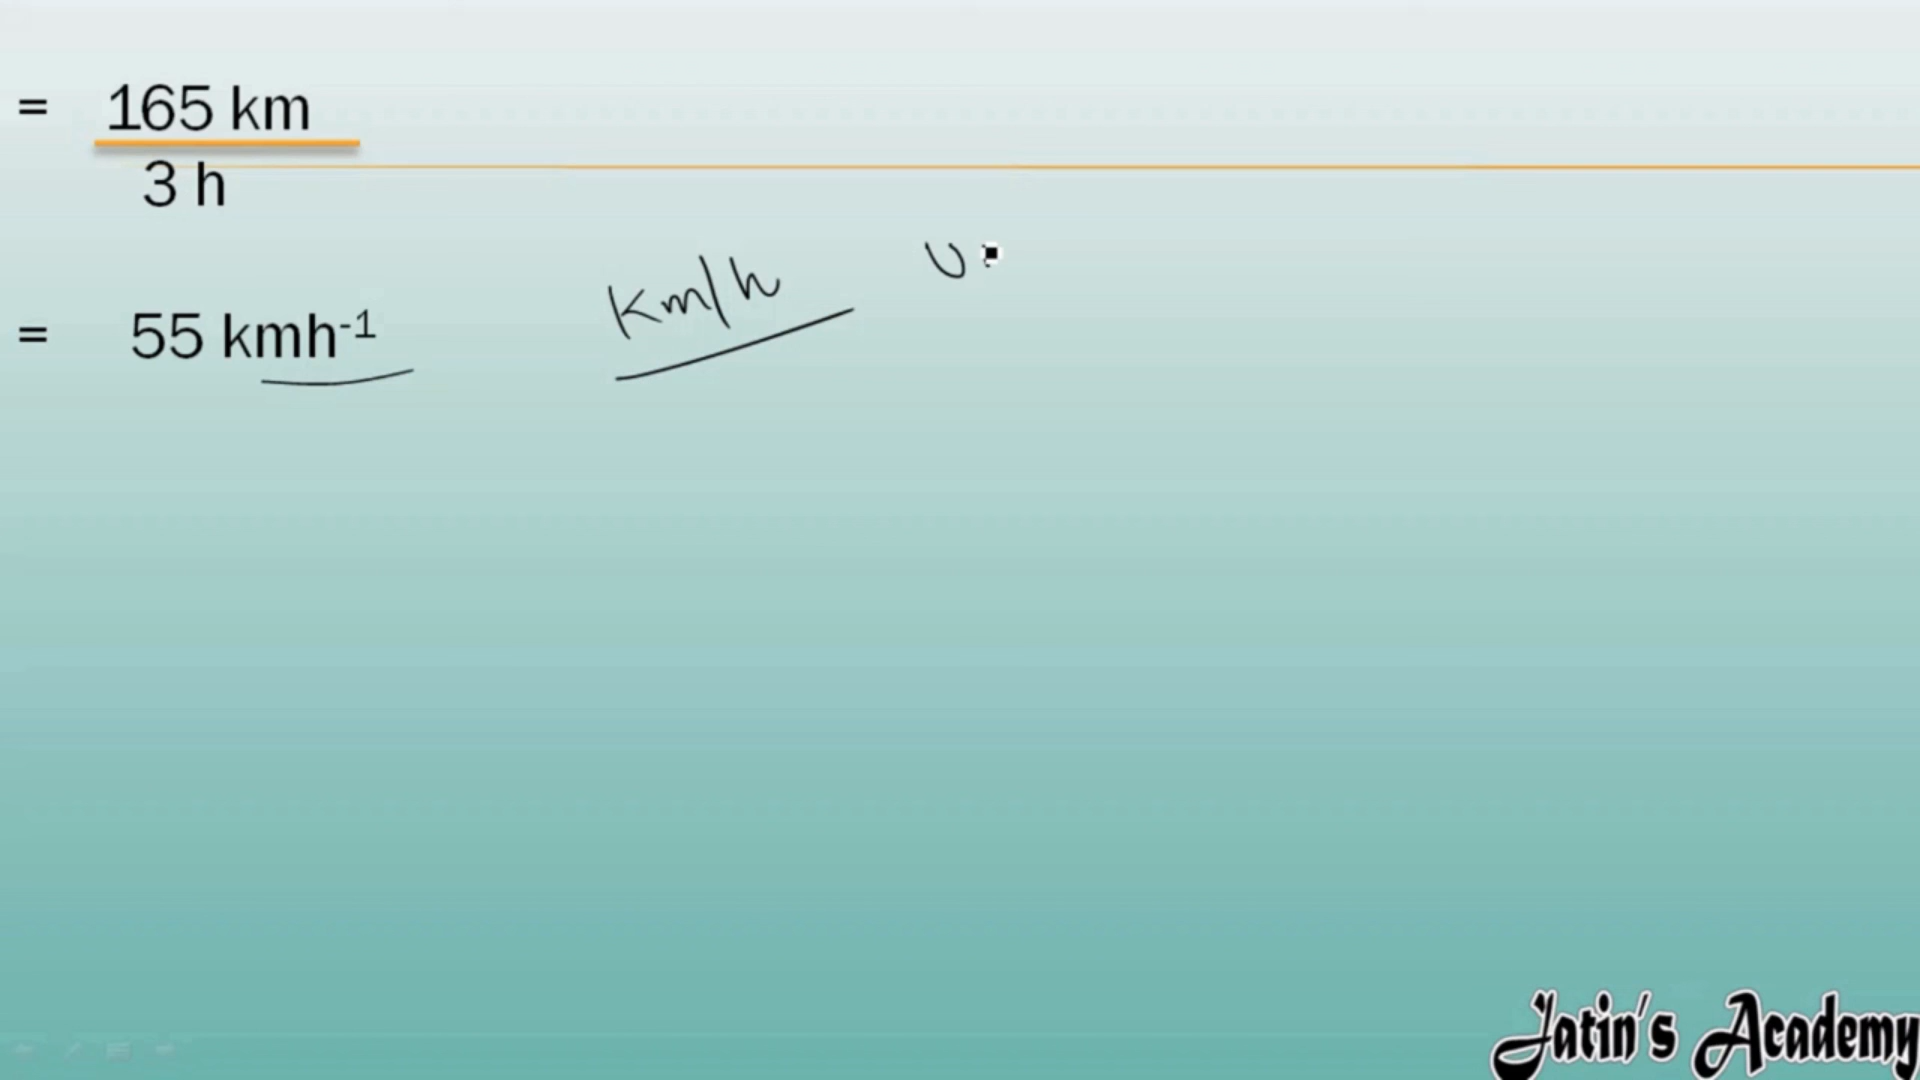 = 165 km
3 h
= 55 kmh-1
Km/h
Jatin's Academy